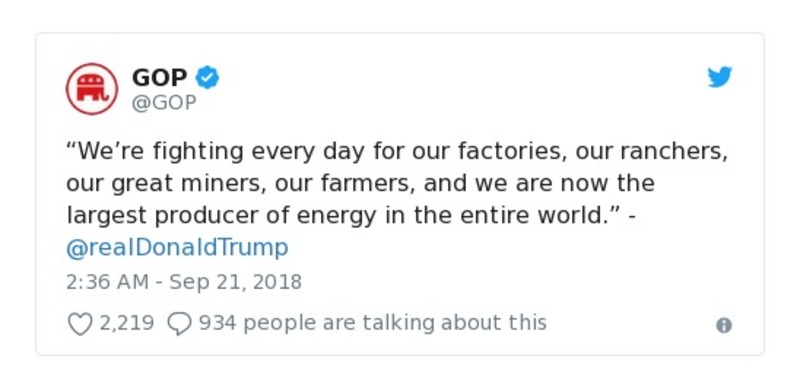 GOP
@GOP
“We’re fighting every day for our factories, our ranchers,
our great miners, our farmers, and we are now the
largest producer of energy in the entire world.” -
@realDonaldTrump
2:36 AM - Sep 21, 2018
2,219 934 people are talking about this